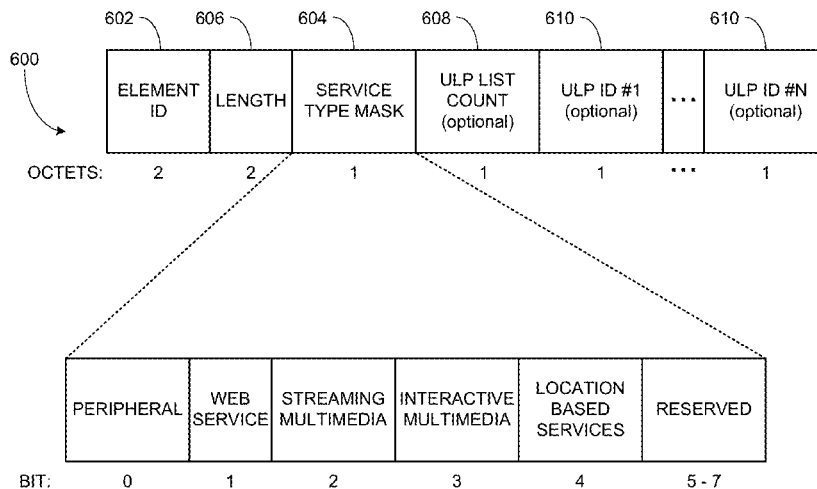 602 606 604 608 610 610
600
ELEMENT ID
LENGTH
SERVICE TYPE MASK
ULP LIST COUNT (optional)
ULP ID #1 (optional)
...
ULP ID #N (optional)
OCTETS: 2 2 1 1 1 ... 1
PERIPHERAL
WEB SERVICE
STREAMING MULTIMEDIA
INTERACTIVE MULTIMEDIA
LOCATION BASED SERVICES
RESERVED
BIT: 0 1 2 3 4 5 - 7